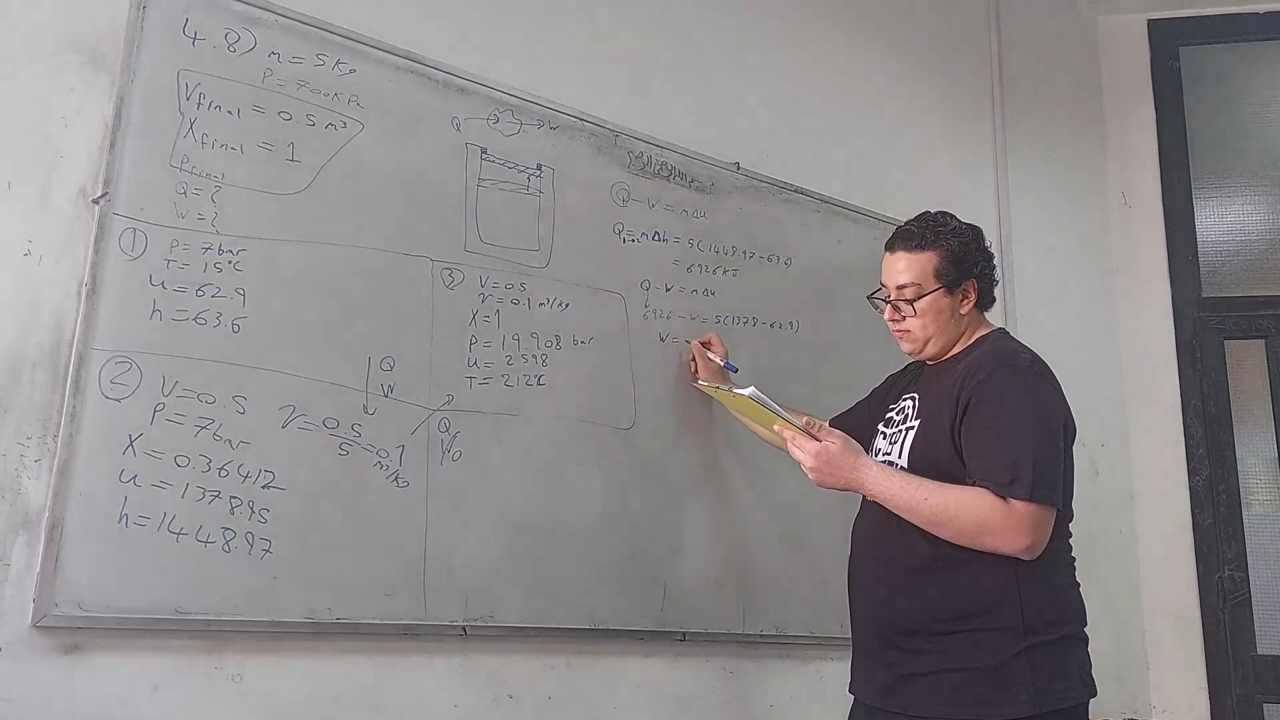 4.8) m = 5 Kg
P = 700 KPa
Vfinal = 0.5 m³
Xfinal = 1
Pfinal
Q = ?
W = ?
① P = 7 bar
T = 15°C
u = 62.9
h = 63.6
② V = 0.5
P = 7 bar
X = 0.36412
u = 1378.95
h = 1448.97
Q
W
v = 0.5/5 = 0.1 m³/Kg
Q
W
Q W
③ V = 0.5
v = 0.1 m³/Kg
X = 1
P = 19.908 bar
u = 2598
T = 212°C
Q - W = mΔu
Q1→2 = mΔh = 5(1448.97 - 63.6)
= 6926 KJ
Q - W = mΔu
6926 - W = 5(1378 - 62.9)
W =